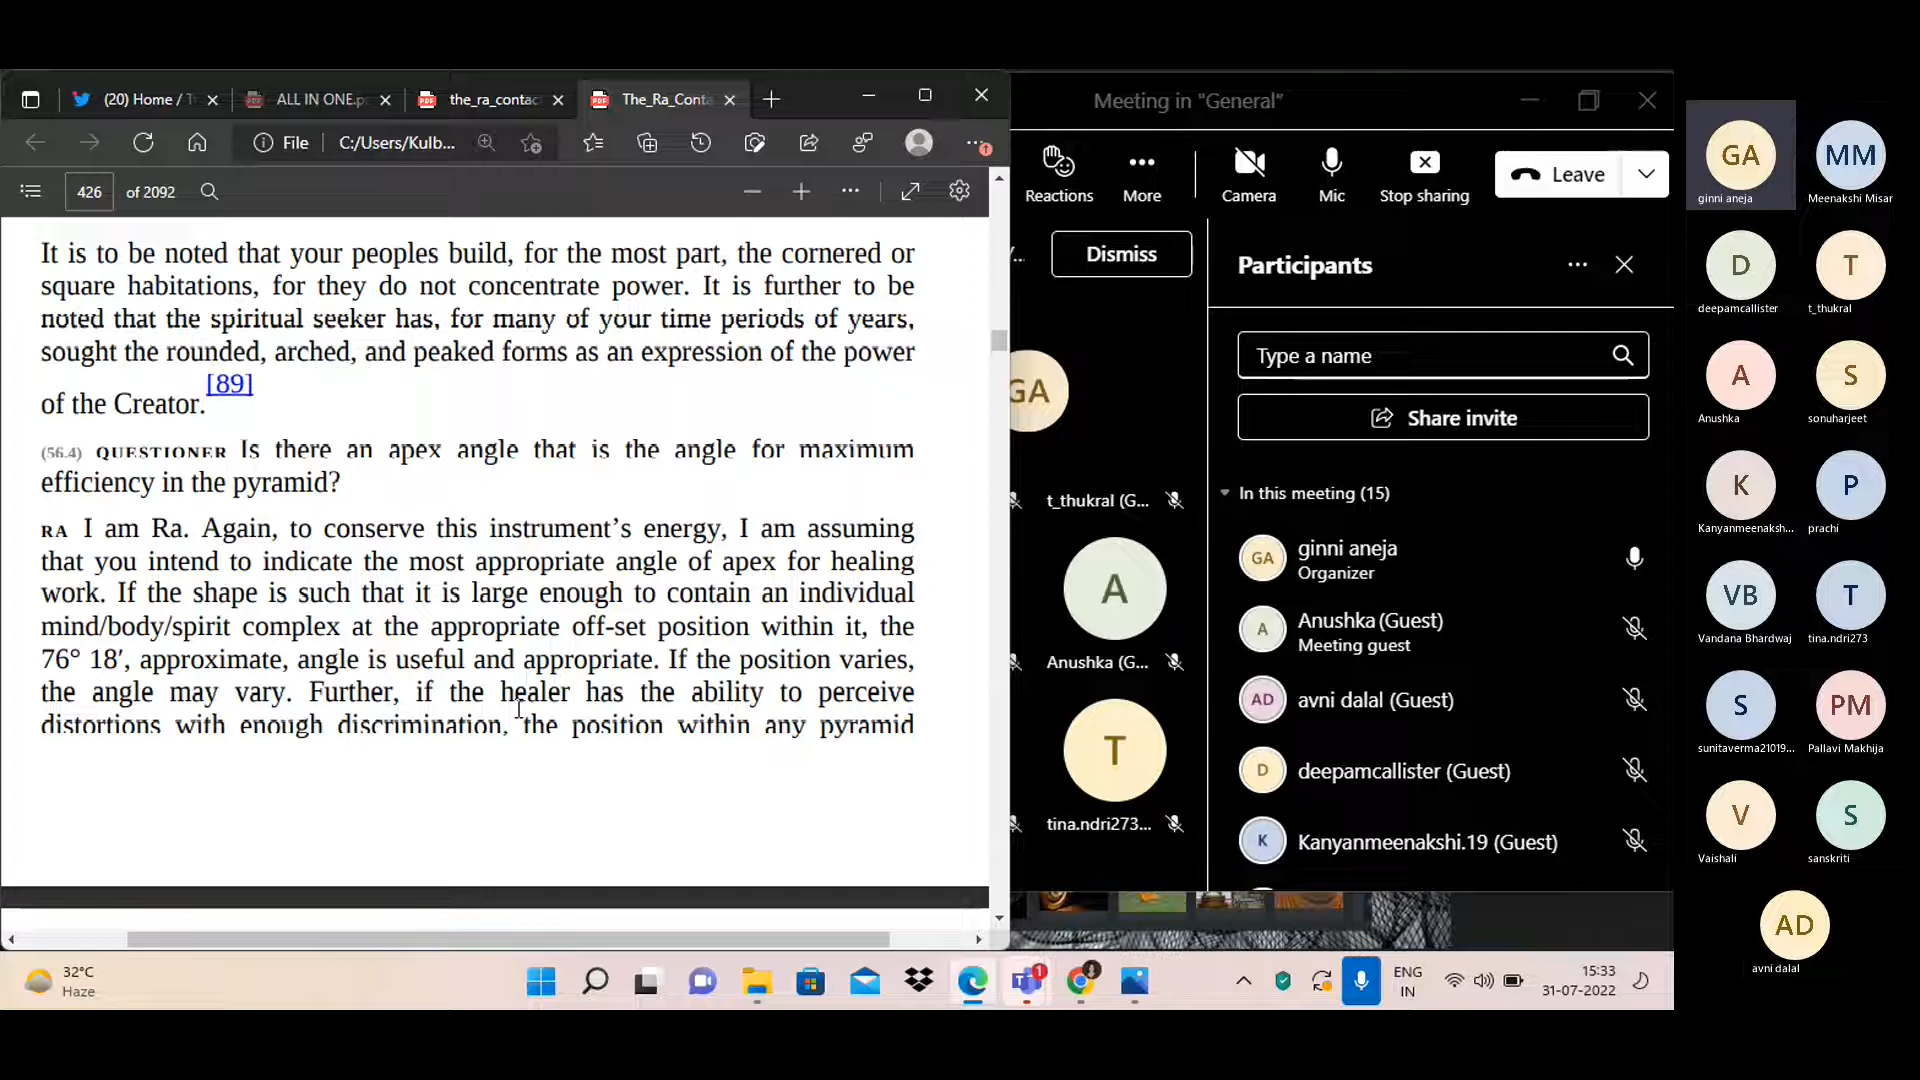 (20) Home / T
ALL IN ONE.p
the_ra_contac
The_Ra_Conta
File
C:/Users/Kulb...
426
of 2092
It is to be noted that your peoples build, for the most part, the cornered or
square habitations, for they do not concentrate power. It is further to be
noted that the spiritual seeker has, for many of your time periods of years,
sought the rounded, arched, and peaked forms as an expression of the power
of the Creator.[89]
(56.4) QUESTIONER Is there an apex angle that is the angle for maximum
efficiency in the pyramid?
RA I am Ra. Again, to conserve this instrument’s energy, I am assuming
that you intend to indicate the most appropriate angle of apex for healing
work. If the shape is such that it is large enough to contain an individual
mind/body/spirit complex at the appropriate off-set position within it, the
76° 18′, approximate, angle is useful and appropriate. If the position varies,
the angle may vary. Further, if the healer has the ability to perceive
distortions with enough discrimination, the position within any pyramid
Meeting in "General"
Reactions
More
Camera
Mic
Stop sharing
Leave
Dismiss
GA
t_thukral (G...
A
Anushka (G...
T
tina.ndri273...
Participants
Type a name
Share invite
In this meeting (15)
GA
ginni aneja
Organizer
A
Anushka (Guest)
Meeting guest
AD
avni dalal (Guest)
D
deepamcallister (Guest)
K
Kanyanmeenakshi.19 (Guest)
GA
ginni aneja
MM
Meenakshi Misar
D
deepamcallister
T
t_thukral
A
Anushka
S
sonuharjeet
K
Kanyanmeenaksh...
P
prachi
VB
Vandana Bhardwaj
T
tina.ndri273
S
sunitaverma21019...
PM
Pallavi Makhija
V
Vaishali
S
sanskriti
AD
avni dalal
32°C
Haze
1
ENG
IN
15:33
31-07-2022